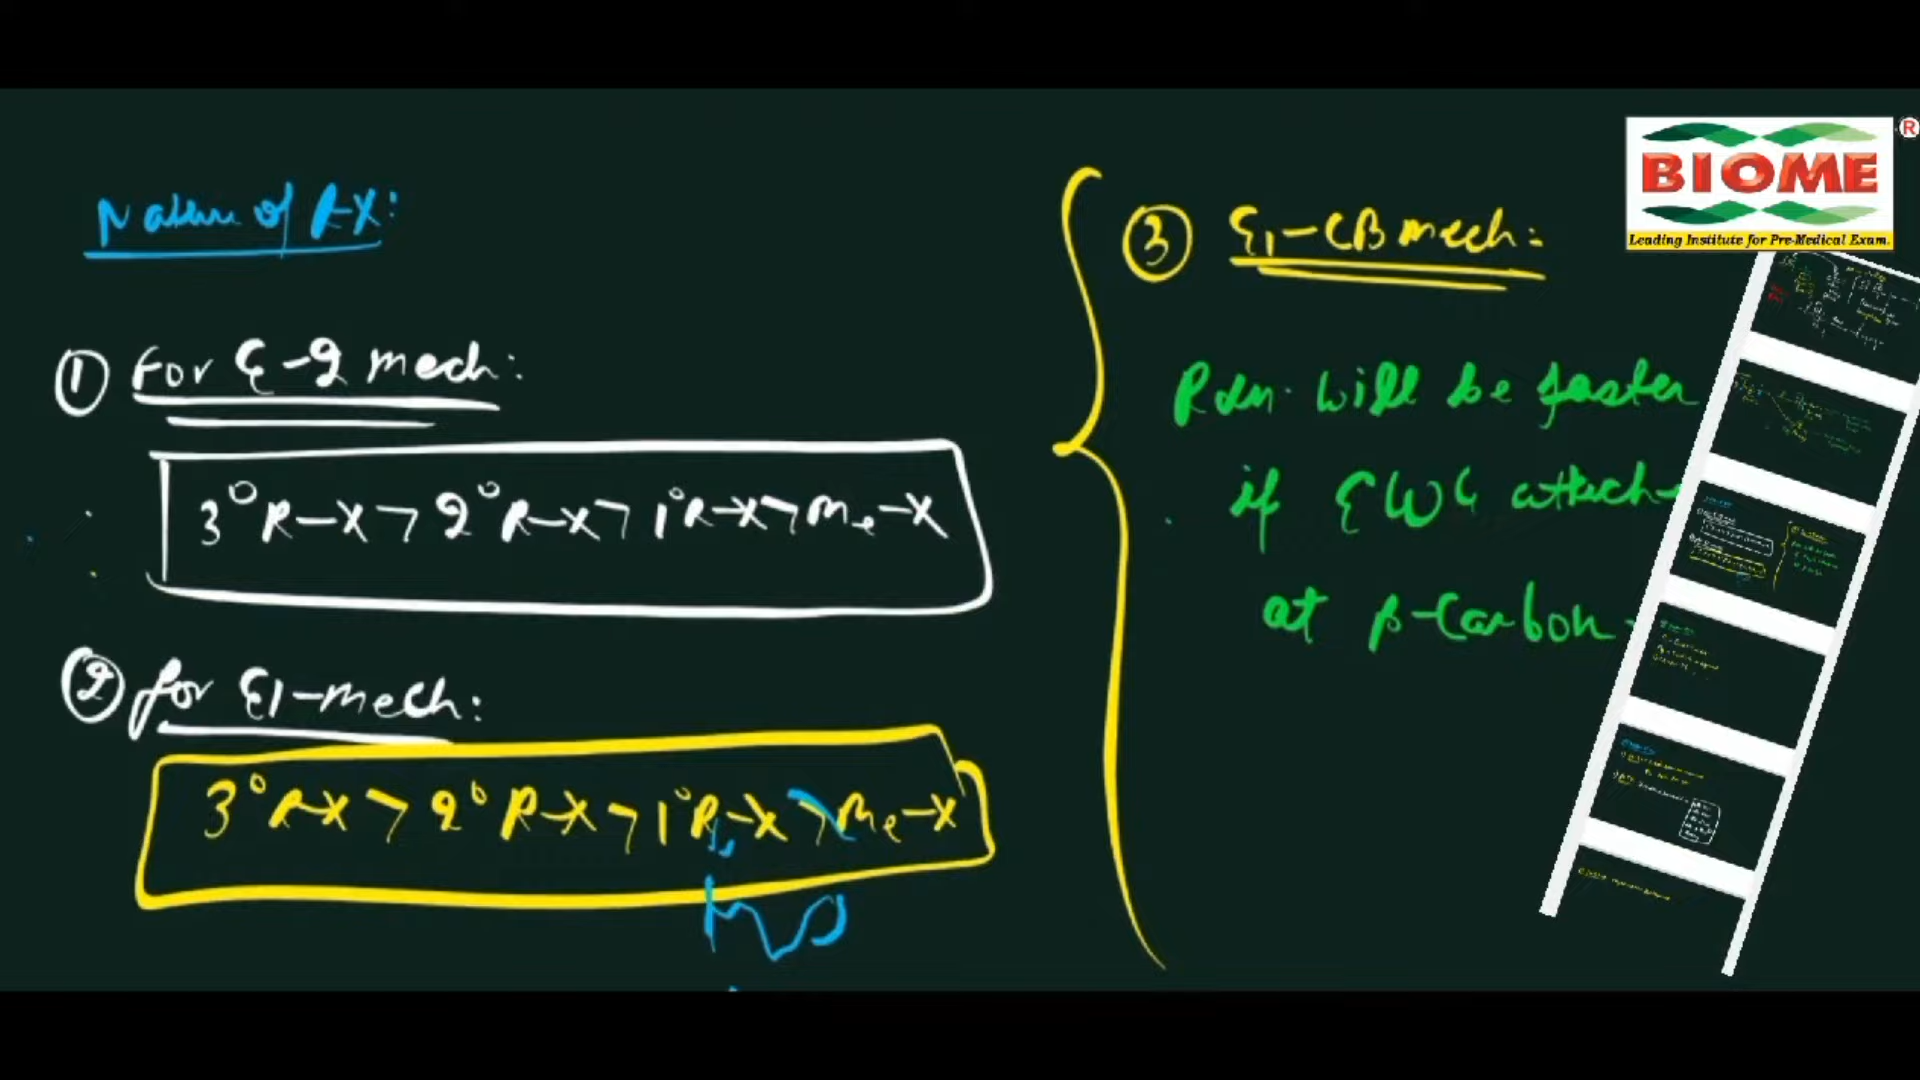 Nature of R-X:
① For E-2 mech:
3° R-X > 2° R-X > 1° R-X > Me-X
② for E1-mech:
3° R-X > 2° R-X > 1° R-X > Me-X
③ E1-CB mech:
Rxn. will be faster
if EWG attach-
at β-Carbon-
BIOME
®
Leading Institute for Pre-Medical Exam.